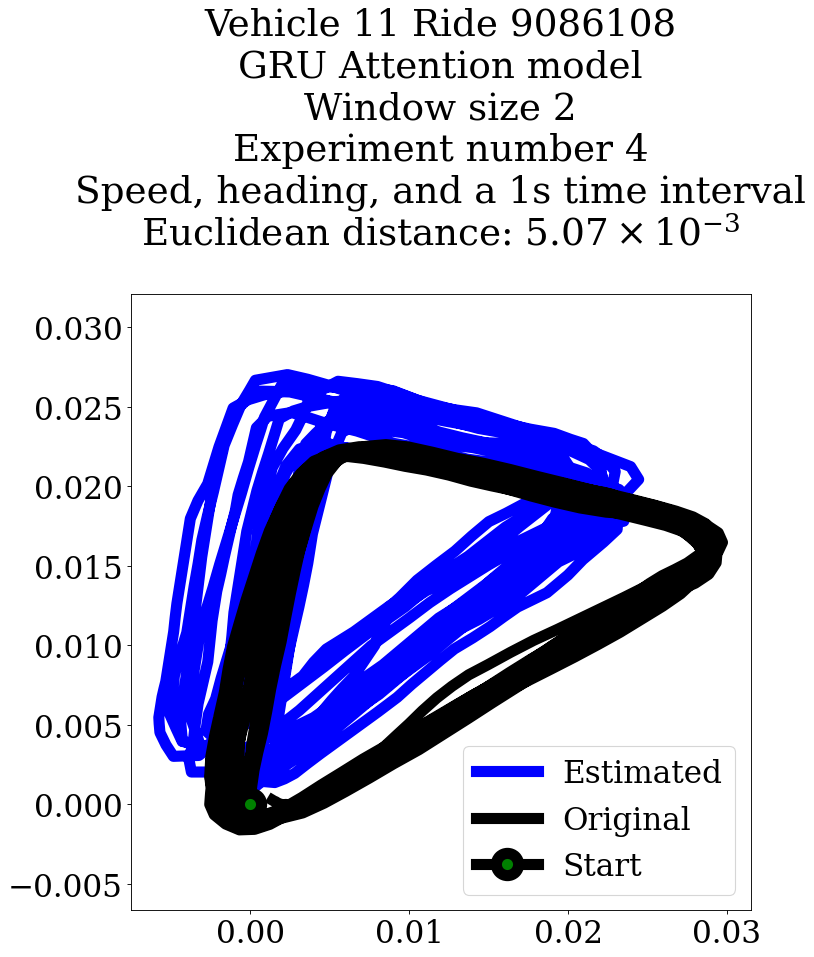 Vehicle 11 Ride 9086108
GRU Attention model
Window size 2
Experiment number 4
Speed, heading, and a 1s time interval
Euclidean distance: 5.07 × 10⁻³
0.030
0.025
0.020
0.015
0.010
0.005
0.000
−0.005
0.00 0.01 0.02 0.03
Estimated
Original
Start